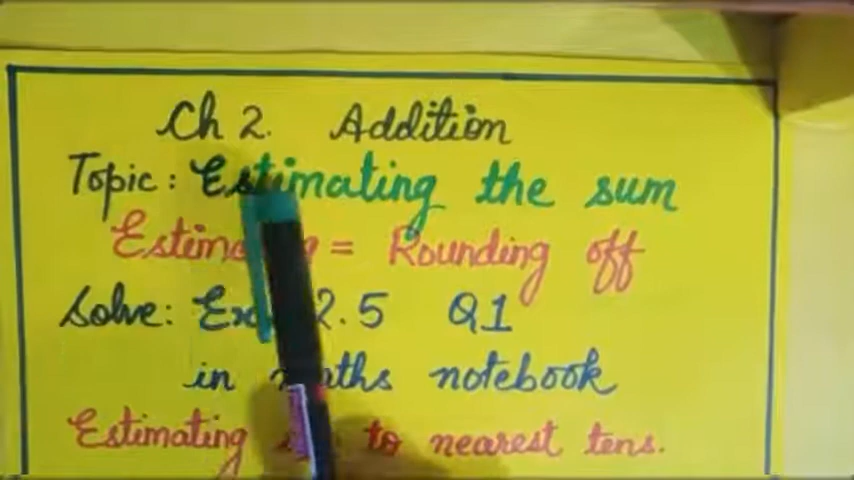 Ch 2. Addition
Topic: Estimating the sum
= Rounding off
Solve: 2.5 Q1
in maths notebook
Estimating to nearest tens.